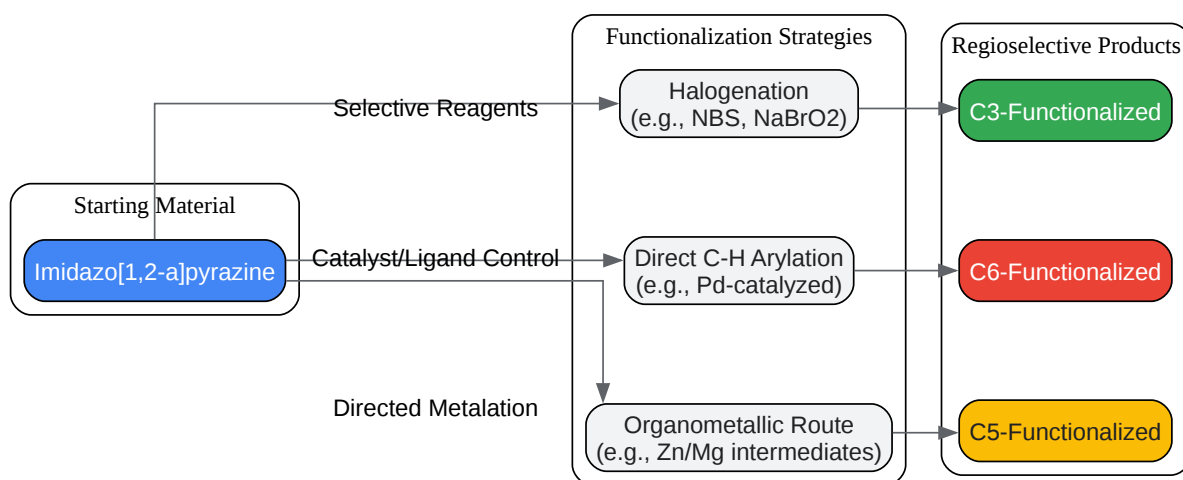 Functionalization Strategies
Regioselective Products
Halogenation
(e.g., NBS, NaBrO2)
Selective Reagents
C3-Functionalized
Starting Material
Imidazo[1,2-a]pyrazine
Catalyst/Ligand Control
Direct C-H Arylation
(e.g., Pd-catalyzed)
C6-Functionalized
Directed Metalation
Organometallic Route
(e.g., Zn/Mg intermediates)
C5-Functionalized